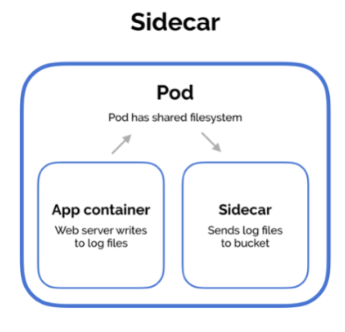 Sidecar
Pod
Pod has shared filesystem
App container
Web server writes
to log files
Sidecar
Sends log files
to bucket